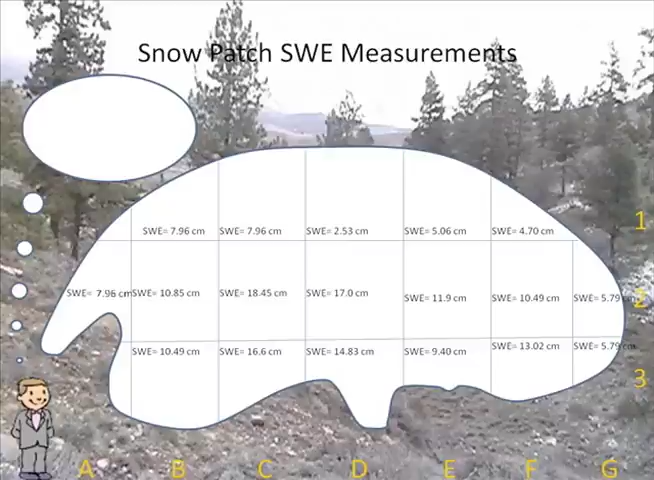 Snow Patch SWE Measurements
SWE= 7.96 cm SWE= 7.96 cm SWE= 2.53 cm SWE= 5.06 cm SWE= 4.70 cm 1
SWE= 7.96 cm SWE= 10.85 cm SWE= 18.45 cm SWE= 17.0 cm SWE= 11.9 cm SWE= 10.49 cm SWE= 5.79 cm 2
SWE= 10.49 cm SWE= 16.6 cm SWE= 14.83 cm SWE= 9.40 cm SWE= 13.02 cm SWE= 5.79 cm
3
A B C D E F G